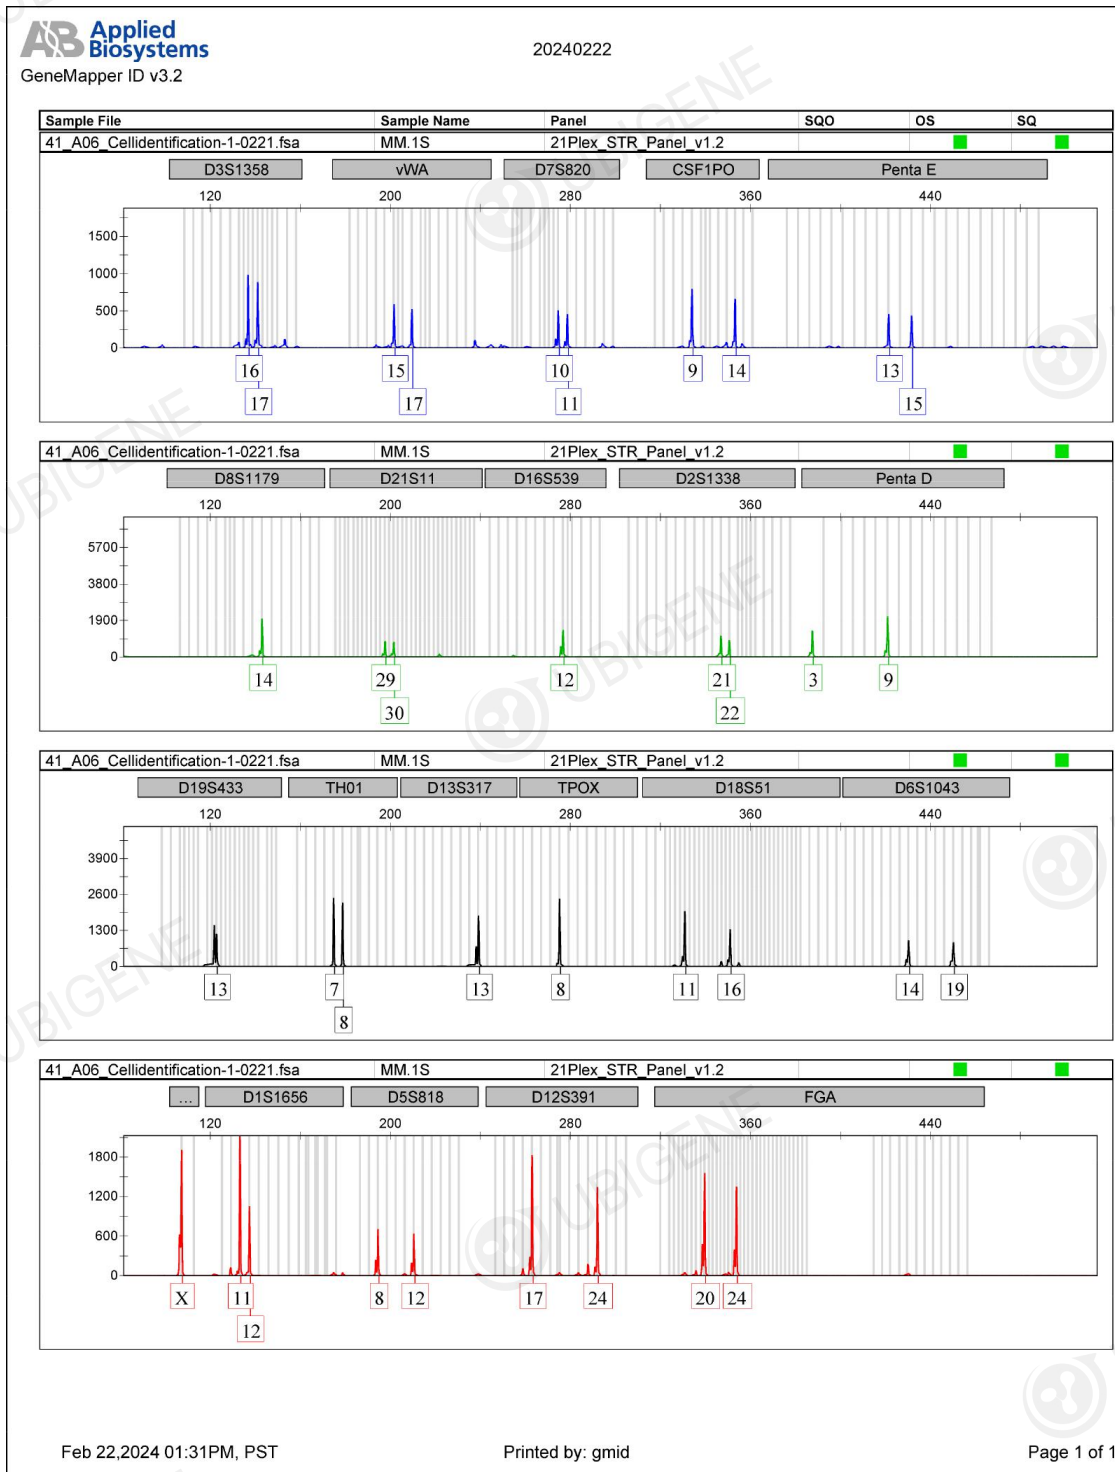 AB Applied Biosystems
GeneMapper ID v3.2
20240222
Sample File Sample Name Panel SQO OS SQ
41_A06_Cellidentification-1-0221.fsa MM.1S 21Plex_STR_Panel_v1.2
D3S1358 vWA D7S820 CSF1PO Penta E
120 200 280 360 440
1500
1000
500
0
16 15 10 9 14 13
17 17 11 15
41_A06_Cellidentification-1-0221.fsa MM.1S 21Plex_STR_Panel_v1.2
D8S1179 D21S11 D16S539 D2S1338 Penta D
120 200 280 360 440
5700
3800
1900
0
14 29 12 21 3 9
30 22
41_A06_Cellidentification-1-0221.fsa MM.1S 21Plex_STR_Panel_v1.2
D19S433 TH01 D13S317 TPOX D18S51 D6S1043
120 200 280 360 440
3900
2600
1300
0
13 7 13 8 11 16 14 19
8
41_A06_Cellidentification-1-0221.fsa MM.1S 21Plex_STR_Panel_v1.2
... D1S1656 D5S818 D12S391 FGA
120 200 280 360 440
1800
1200
600
0
X 11 8 12 17 24 20 24
12
Feb 22,2024 01:31PM, PST Printed by: gmid Page 1 of 1
UBIGENE
UBIGENE
UBIGENE
UBIGENE
UBIGENE